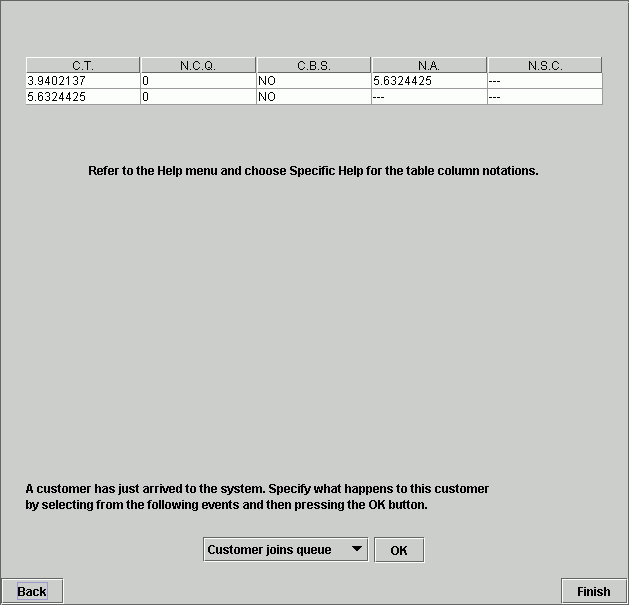 C.T. N.C.Q. C.B.S. N.A. N.S.C.
3.9402137 0 NO 5.6324425 ---
5.6324425 0 NO --- ---
Refer to the Help menu and choose Specific Help for the table column notations.
A customer has just arrived to the system. Specify what happens to this customer
by selecting from the following events and then pressing the OK button.
Customer joins queue OK
Back Finish